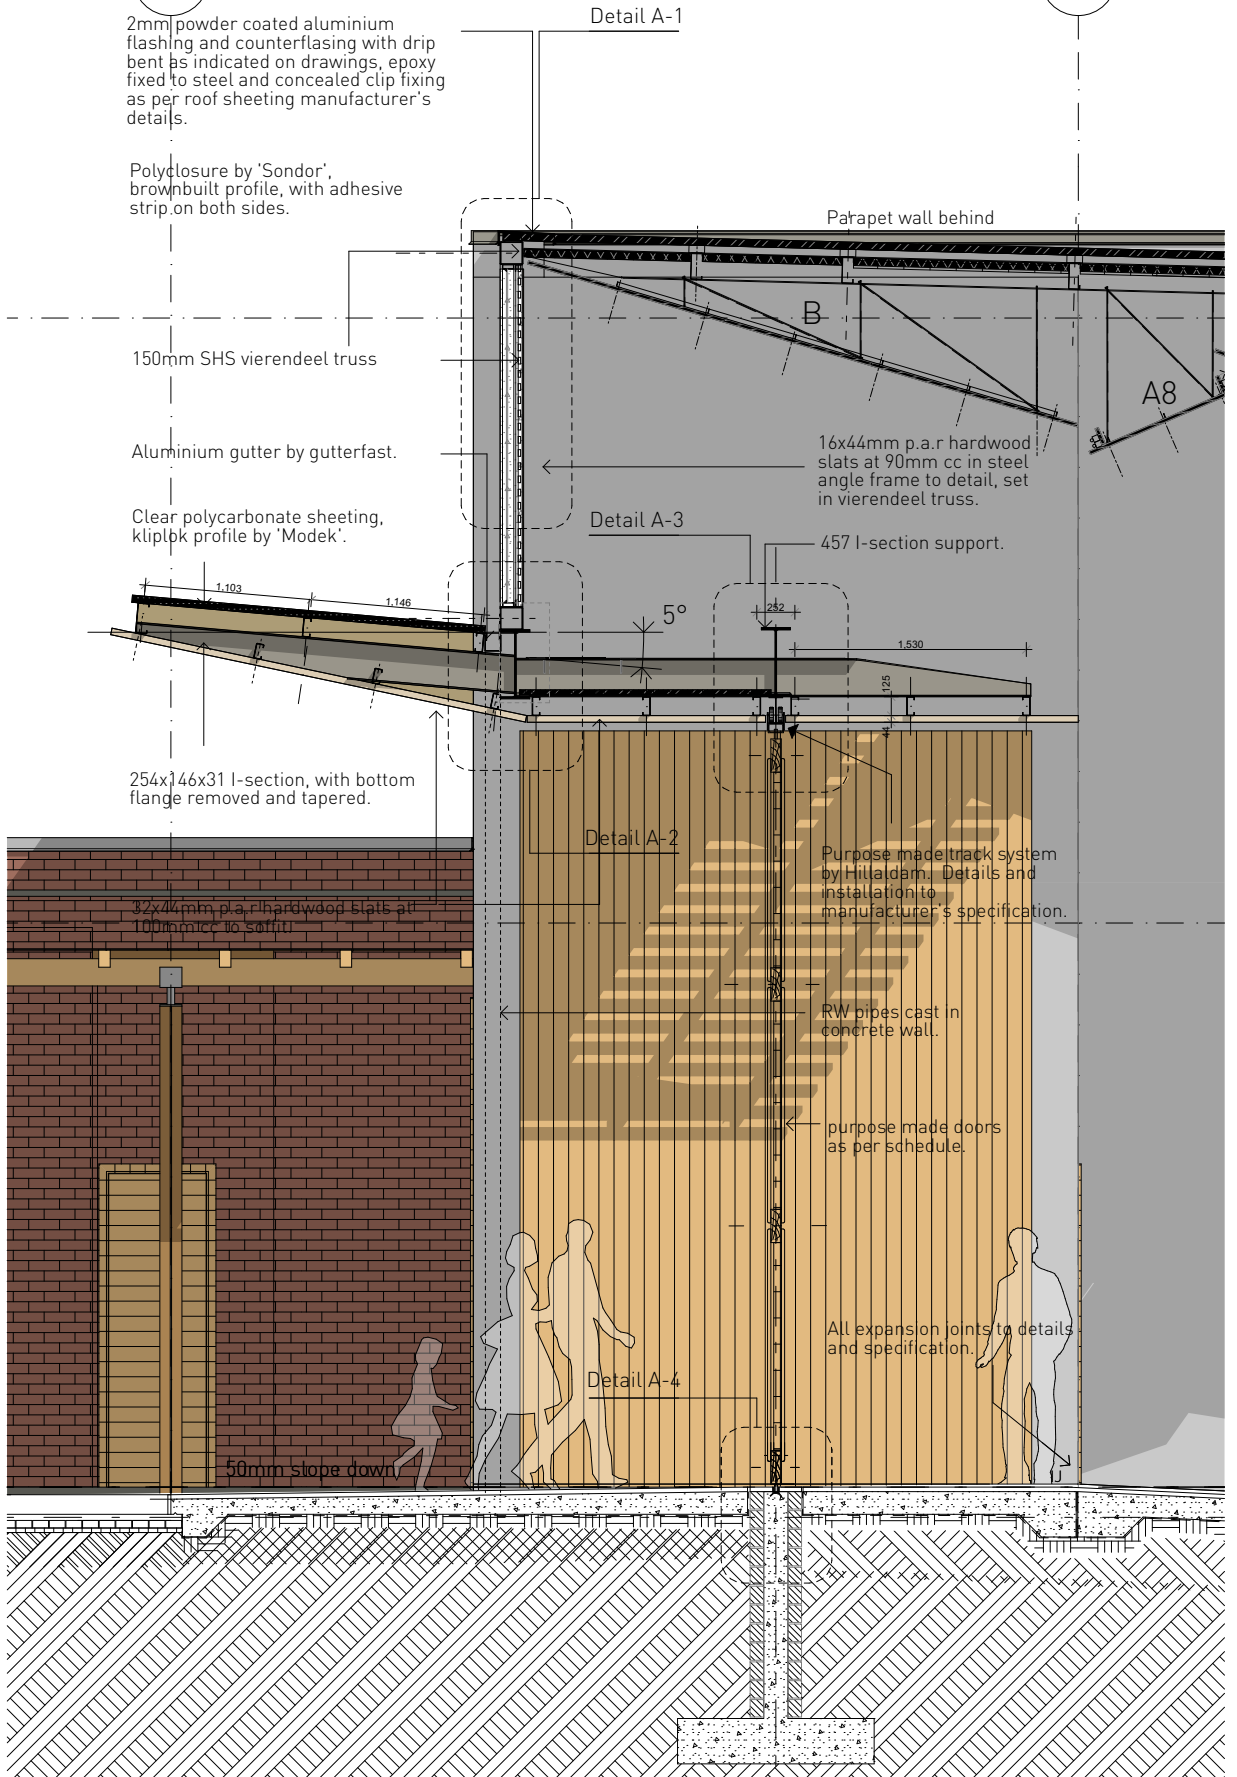 2mm powder coated aluminium
flashing and counterflasing with drip
bent as indicated on drawings, epoxy
fixed to steel and concealed clip fixing
as per roof sheeting manufacturer's
details.
Detail A-1
Polyclosure by 'Sondor',
brownbuilt profile, with adhesive
strip on both sides.
Parapet wall behind
B
150mm SHS vierendeel truss
A8
Aluminium gutter by gutterfast.
16x44mm p.a.r hardwood
slats at 90mm cc in steel
angle frame to detail, set
in vierendeel truss.
Clear polycarbonate sheeting,
kliplok profile by 'Modek'.
Detail A-3
457 I-section support.
1,103
1,146
252
5°
1,530
125
44
254x146x31 I-section, with bottom
flange removed and tapered.
Detail A-2
Purpose made track system
by Hillaldam. Details and
installation to
manufacturer's specification.
32x44mm p.a.r hardwood slats at
100mm cc to soffit.
RW pipes cast in
concrete wall.
purpose made doors
as per schedule.
All expansion joints to details
and specification.
Detail A-4
50mm slope down